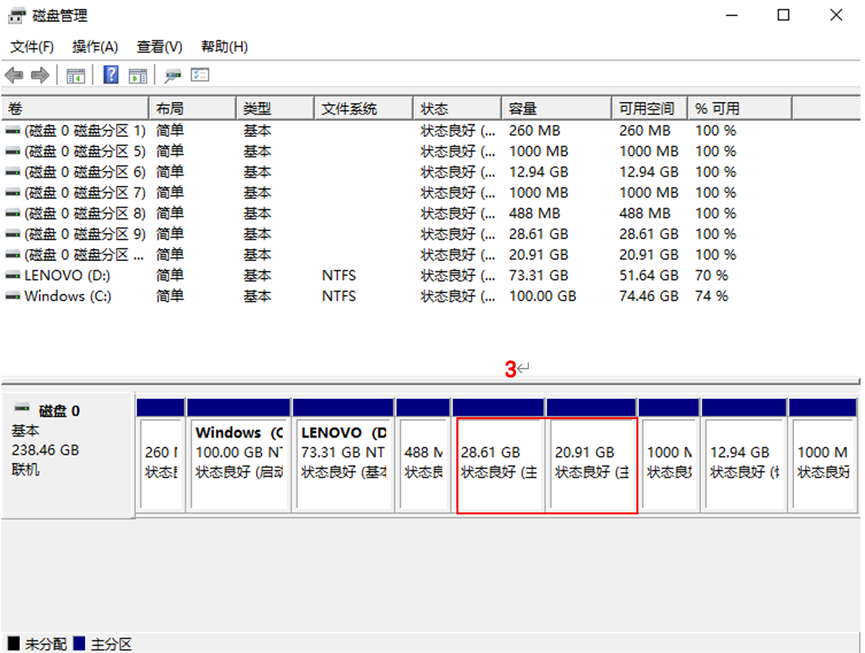 磁盘管理
文件(F) 操作(A) 查看(V) 帮助(H)
卷 布局 类型 文件系统 状态 容量 可用空间 % 可用
(磁盘 0 磁盘分区 1) 简单 基本 状态良好 (... 260 MB 260 MB 100 %
(磁盘 0 磁盘分区 5) 简单 基本 状态良好 (... 1000 MB 1000 MB 100 %
(磁盘 0 磁盘分区 6) 简单 基本 状态良好 (... 12.94 GB 12.94 GB 100 %
(磁盘 0 磁盘分区 7) 简单 基本 状态良好 (... 1000 MB 1000 MB 100 %
(磁盘 0 磁盘分区 8) 简单 基本 状态良好 (... 488 MB 488 MB 100 %
(磁盘 0 磁盘分区 9) 简单 基本 状态良好 (... 28.61 GB 28.61 GB 100 %
(磁盘 0 磁盘分区 ... 简单 基本 状态良好 (... 20.91 GB 20.91 GB 100 %
LENOVO (D:) 简单 基本 NTFS 状态良好 (... 73.31 GB 51.64 GB 70 %
Windows (C:) 简单 基本 NTFS 状态良好 (... 100.00 GB 74.46 GB 74 %
3↵
磁盘 0
基本
238.46 GB
联机
260
状态
Windows (C
100.00 GB NT
状态良好 (启动
LENOVO (D
73.31 GB NT
状态良好 (基本
488 M
状态良
28.61 GB
状态良好 (主
20.91 GB
状态良好 (主
1000 M
状态良好
12.94 GB
状态良好 (
1000 M
状态良好
未分配 主分区